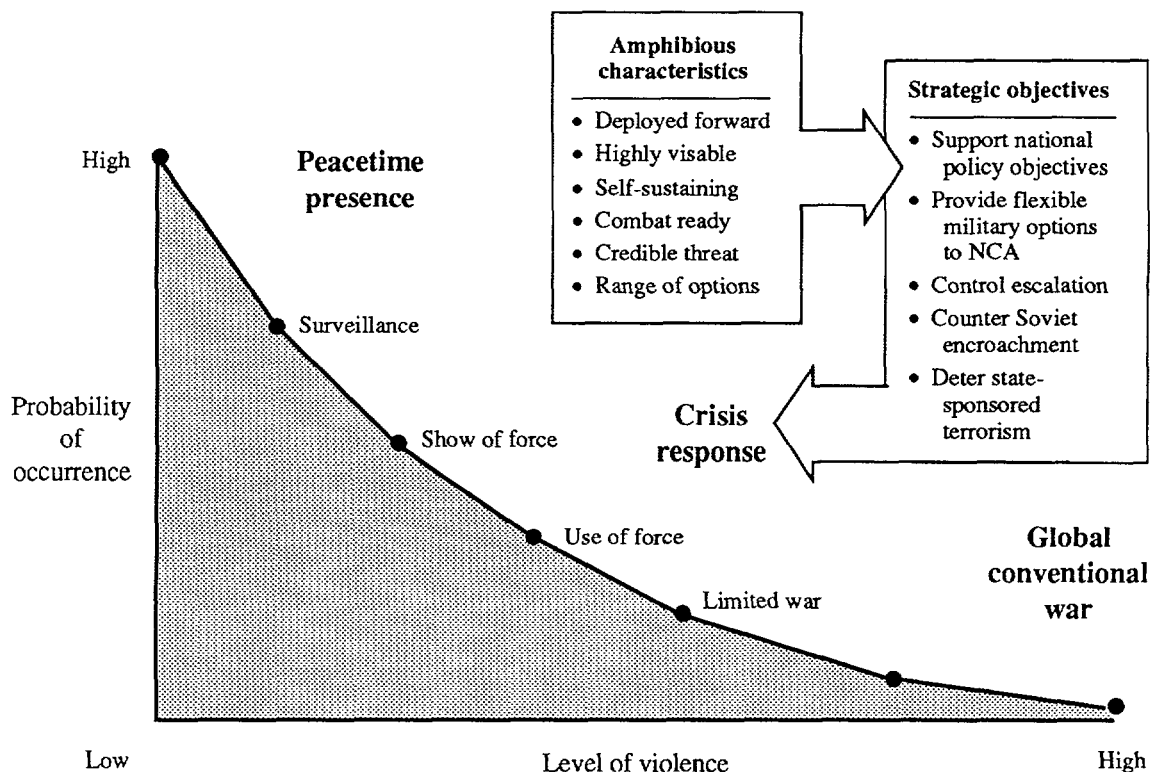 Amphibious
characteristics
• Deployed forward
• Highly visable
• Self-sustaining
• Combat ready
• Credible threat
• Range of options
Strategic objectives
• Support national
policy objectives
• Provide flexible
military options
to NCA
• Control escalation
• Counter Soviet
encroachment
• Deter state-
sponsored
terrorism
High
Peacetime
presence
Surveillance
Probability
of
occurrence
Show of force
Crisis
response
Use of force
Global
conventional
war
Limited war
Low
Level of violence
High